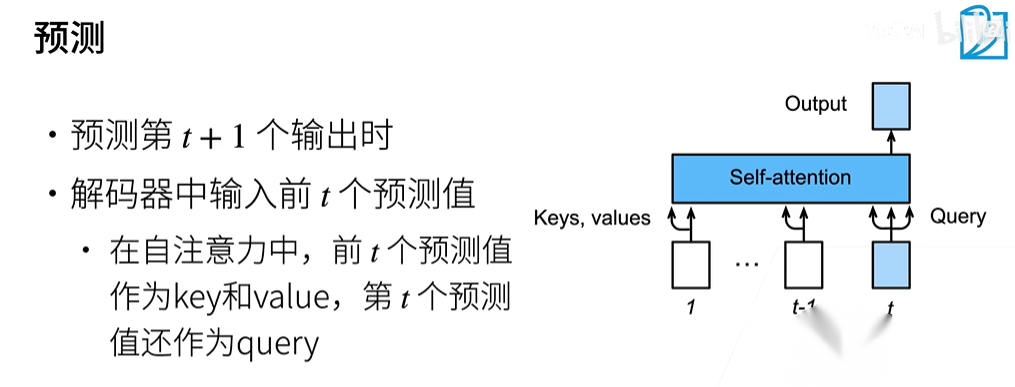 预测
• 预测第 t + 1 个输出时
• 解码器中输入前 t 个预测值
• 在自注意力中，前 t 个预测值
作为key和value，第 t 个预测
值还作为query
Output
Self-attention
Keys, values
Query
...
1
t-1
t